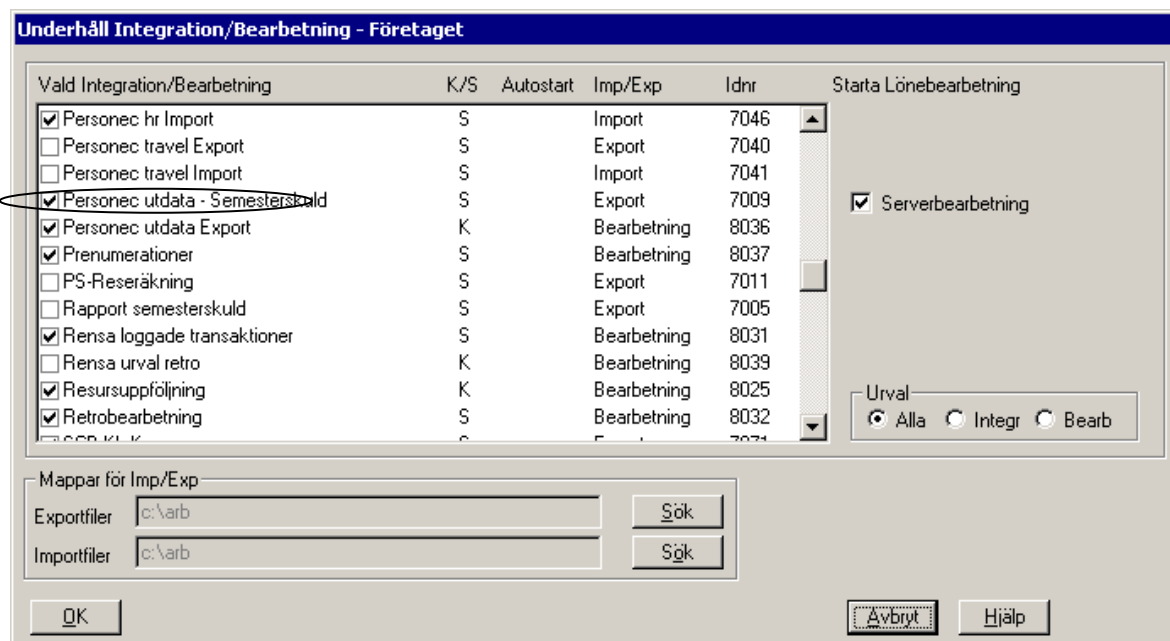 Underhåll Integration/Bearbetning - Företaget
Vald Integration/Bearbetning K/S Autostart Imp/Exp Idnr Starta Lönebearbetning
Personec hr Import S Import 7046
Personec travel Export S Export 7040
Personec travel Import S Import 7041
Personec utdata - Semesterskuld S Export 7009 Serverbearbetning
Personec utdata Export K Bearbetning 8036
Prenumerationer S Bearbetning 8037
PS-Reseräkning S Export 7011
Rapport semesterskuld S Export 7005
Rensa loggade transaktioner S Bearbetning 8031
Rensa urval retro K Bearbetning 8039
Resursuppföljning K Bearbetning 8025
Urval
Retrobearbetning S Bearbetning 8032 Alla Integr Bearb
Mappar för Imp/Exp
Exportfiler c:\arb Sök
Importfiler c:\arb Sök
OK Avbryt Hjälp